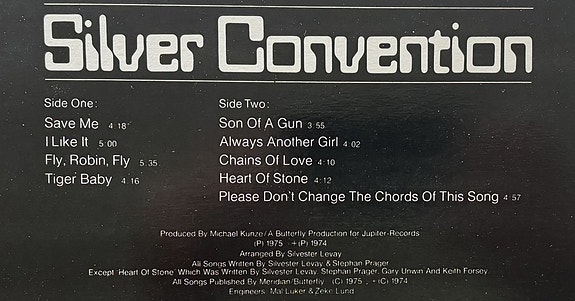 Silver Convention
Side One:
Save Me 4:18
I Like It 5:00
Fly, Robin, Fly 5:35
Tiger Baby 4:16
Side Two:
Son Of A Gun 3:55
Always Another Girl 4:02
Chains Of Love 4:10
Heart Of Stone 4:12
Please Don't Change The Chords Of This Song 4:57
Produced By Michael Kunze/A Butterfly Production for Jupiter-Records
(P) 1975 +(P) 1974
Arranged By Silvester Levay
All Songs Written By Silvester Levay & Stephan Prager
Except 'Heart Of Stone' Which Was Written By Silvester Levay, Stephan Prager, Gary Unwin And Keith Forsey
All Songs Published By Meridian/Butterfly (C) 1975 , +(C) 1974
Engineers: Mal Luker & Zeke Lund